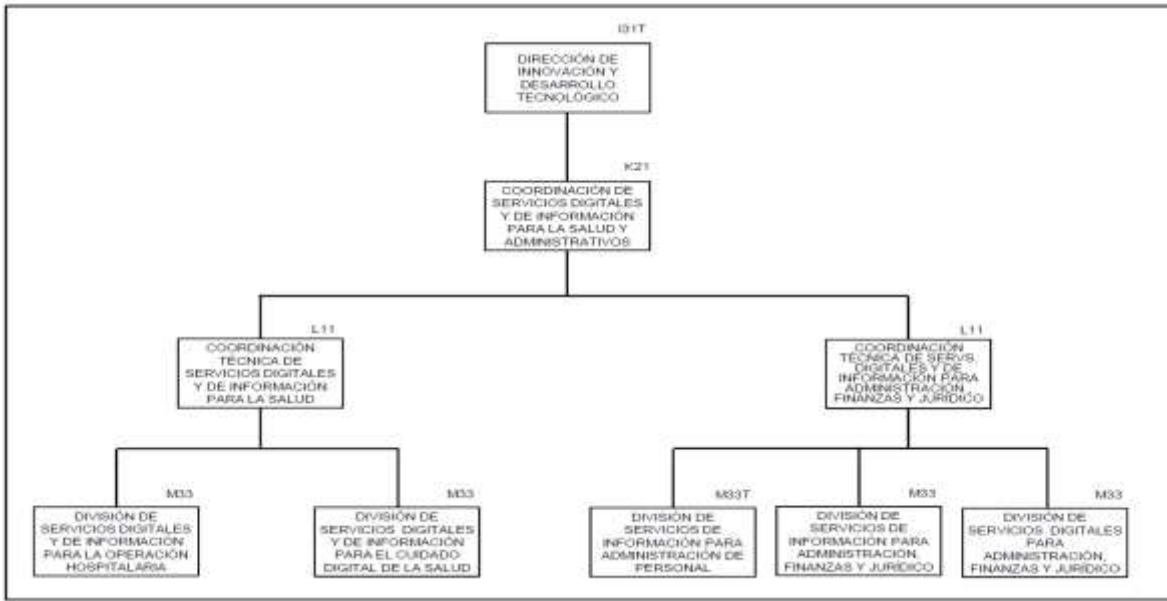 I31T
DIRECCIÓN DE
INNOVACIÓN Y
DESARROLLO
TECNOLÓGICO
K21
COORDINACIÓN DE
SERVICIOS DIGITALES
Y DE INFORMACIÓN
PARA LA SALUD Y
ADMINISTRATIVOS
L11
COORDINACIÓN
TÉCNICA DE
SERVICIOS DIGITALES
Y DE INFORMACIÓN
PARA LA SALUD
L11
COORDINACIÓN
TÉCNICA DE SERVS.
DIGITALES Y DE
INFORMACIÓN PARA
ADMINISTRACIÓN,
FINANZAS Y JURÍDICO
M33
DIVISIÓN DE
SERVICIOS DIGITALES
Y DE INFORMACIÓN
PARA LA OPERACIÓN
HOSPITALARIA
M33
DIVISIÓN DE
SERVICIOS DIGITALES
Y DE INFORMACIÓN
PARA EL CUIDADO
DIGITAL DE LA SALUD
M33T
DIVISIÓN DE
SERVICIOS DE
INFORMACIÓN PARA
ADMINISTRACIÓN DE
PERSONAL
M33
DIVISIÓN DE
SERVICIOS DE
INFORMACIÓN PARA
ADMINISTRACIÓN,
FINANZAS Y JURÍDICO
M33
DIVISIÓN DE
SERVICIOS DIGITALES
PARA
ADMINISTRACIÓN,
FINANZAS Y JURÍDICO